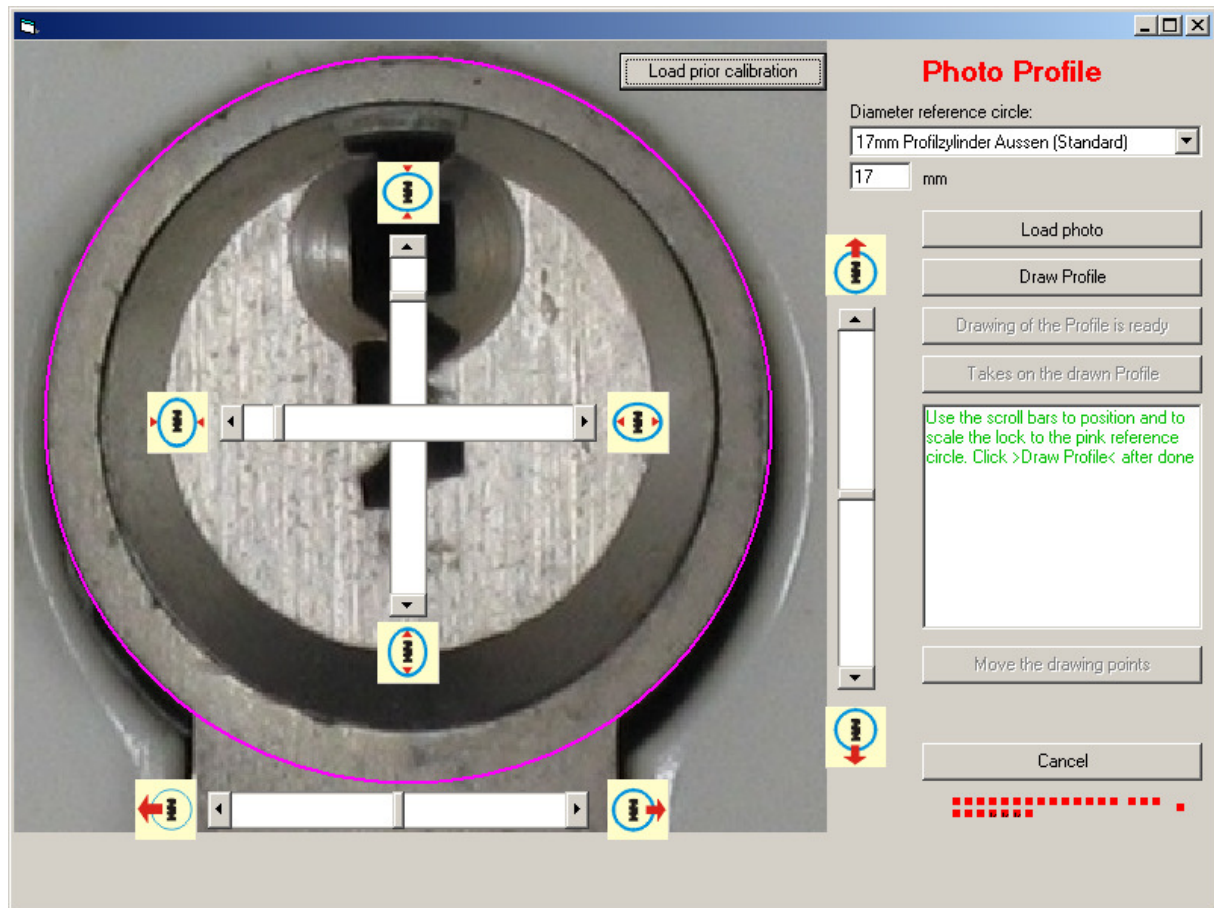 Load prior calibration
Photo Profile
Diameter reference circle:
17mm Profilzylinder Aussen (Standard)
17 mm
Load photo
Draw Profile
Drawing of the Profile is ready
Takes on the drawn Profile
Use the scroll bars to position and to
scale the lock to the pink reference
circle. Click >Draw Profile< after done
Move the drawing points
Cancel